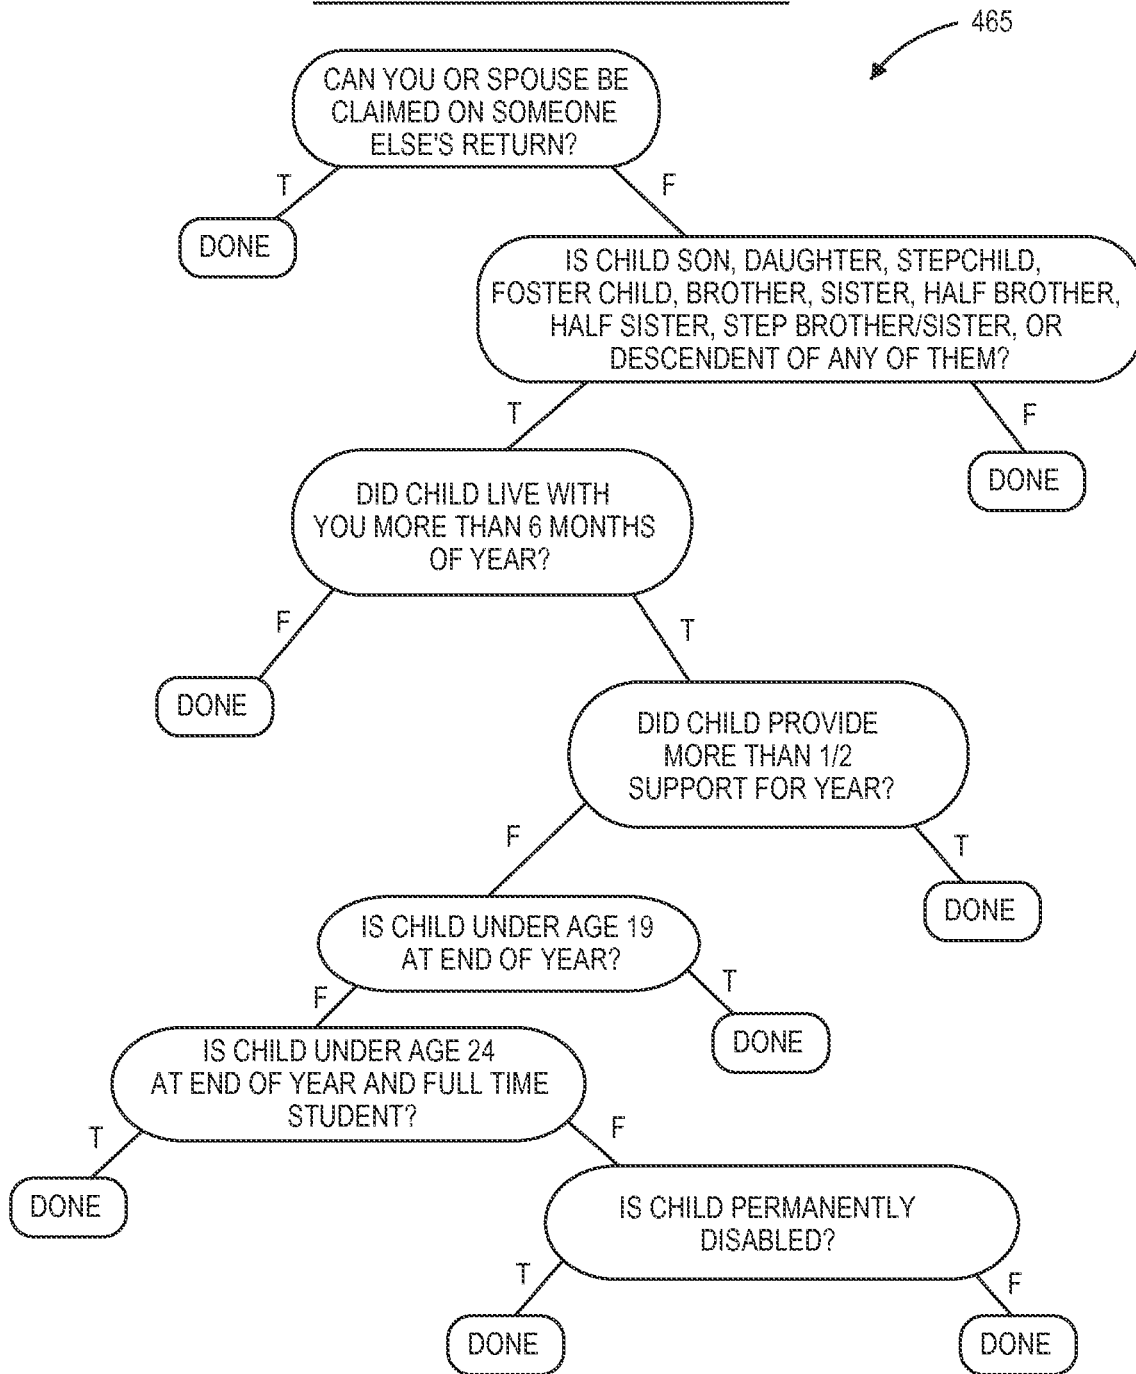 465
CAN YOU OR SPOUSE BE
CLAIMED ON SOMEONE
ELSE'S RETURN?
T
F
DONE
IS CHILD SON, DAUGHTER, STEPCHILD,
FOSTER CHILD, BROTHER, SISTER, HALF BROTHER,
HALF SISTER, STEP BROTHER/SISTER, OR
DESCENDENT OF ANY OF THEM?
T
F
DONE
DID CHILD LIVE WITH
YOU MORE THAN 6 MONTHS
OF YEAR?
F
T
DONE
DID CHILD PROVIDE
MORE THAN 1/2
SUPPORT FOR YEAR?
F
T
DONE
IS CHILD UNDER AGE 19
AT END OF YEAR?
F
T
DONE
IS CHILD UNDER AGE 24
AT END OF YEAR AND FULL TIME
STUDENT?
T
F
DONE
IS CHILD PERMANENTLY
DISABLED?
T
F
DONE
DONE